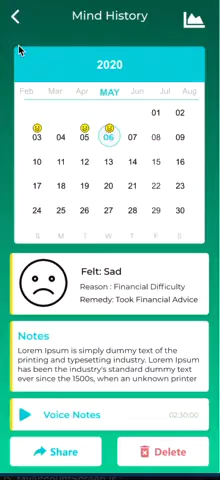 Mind History
2020
Feb Mar Apr MAY Jun Jul Aug
01 02
03 04 05 06 07 08 09
10 11 12 13 14 15 16
17 18 19 20 21 22 23
24 25 26 27 28 29 30
S M T W T F S
Felt: Sad
Reason : Financial Difficulty
Remedy: Took Financial Advice
Notes
Lorem Ipsum is simply dummy text of the
printing and typesetting industry. Lorem Ipsum
has been the industry's standard dummy text
ever since the 1500s, when an unknown printer
Voice Notes 02:30:00
Share Delete